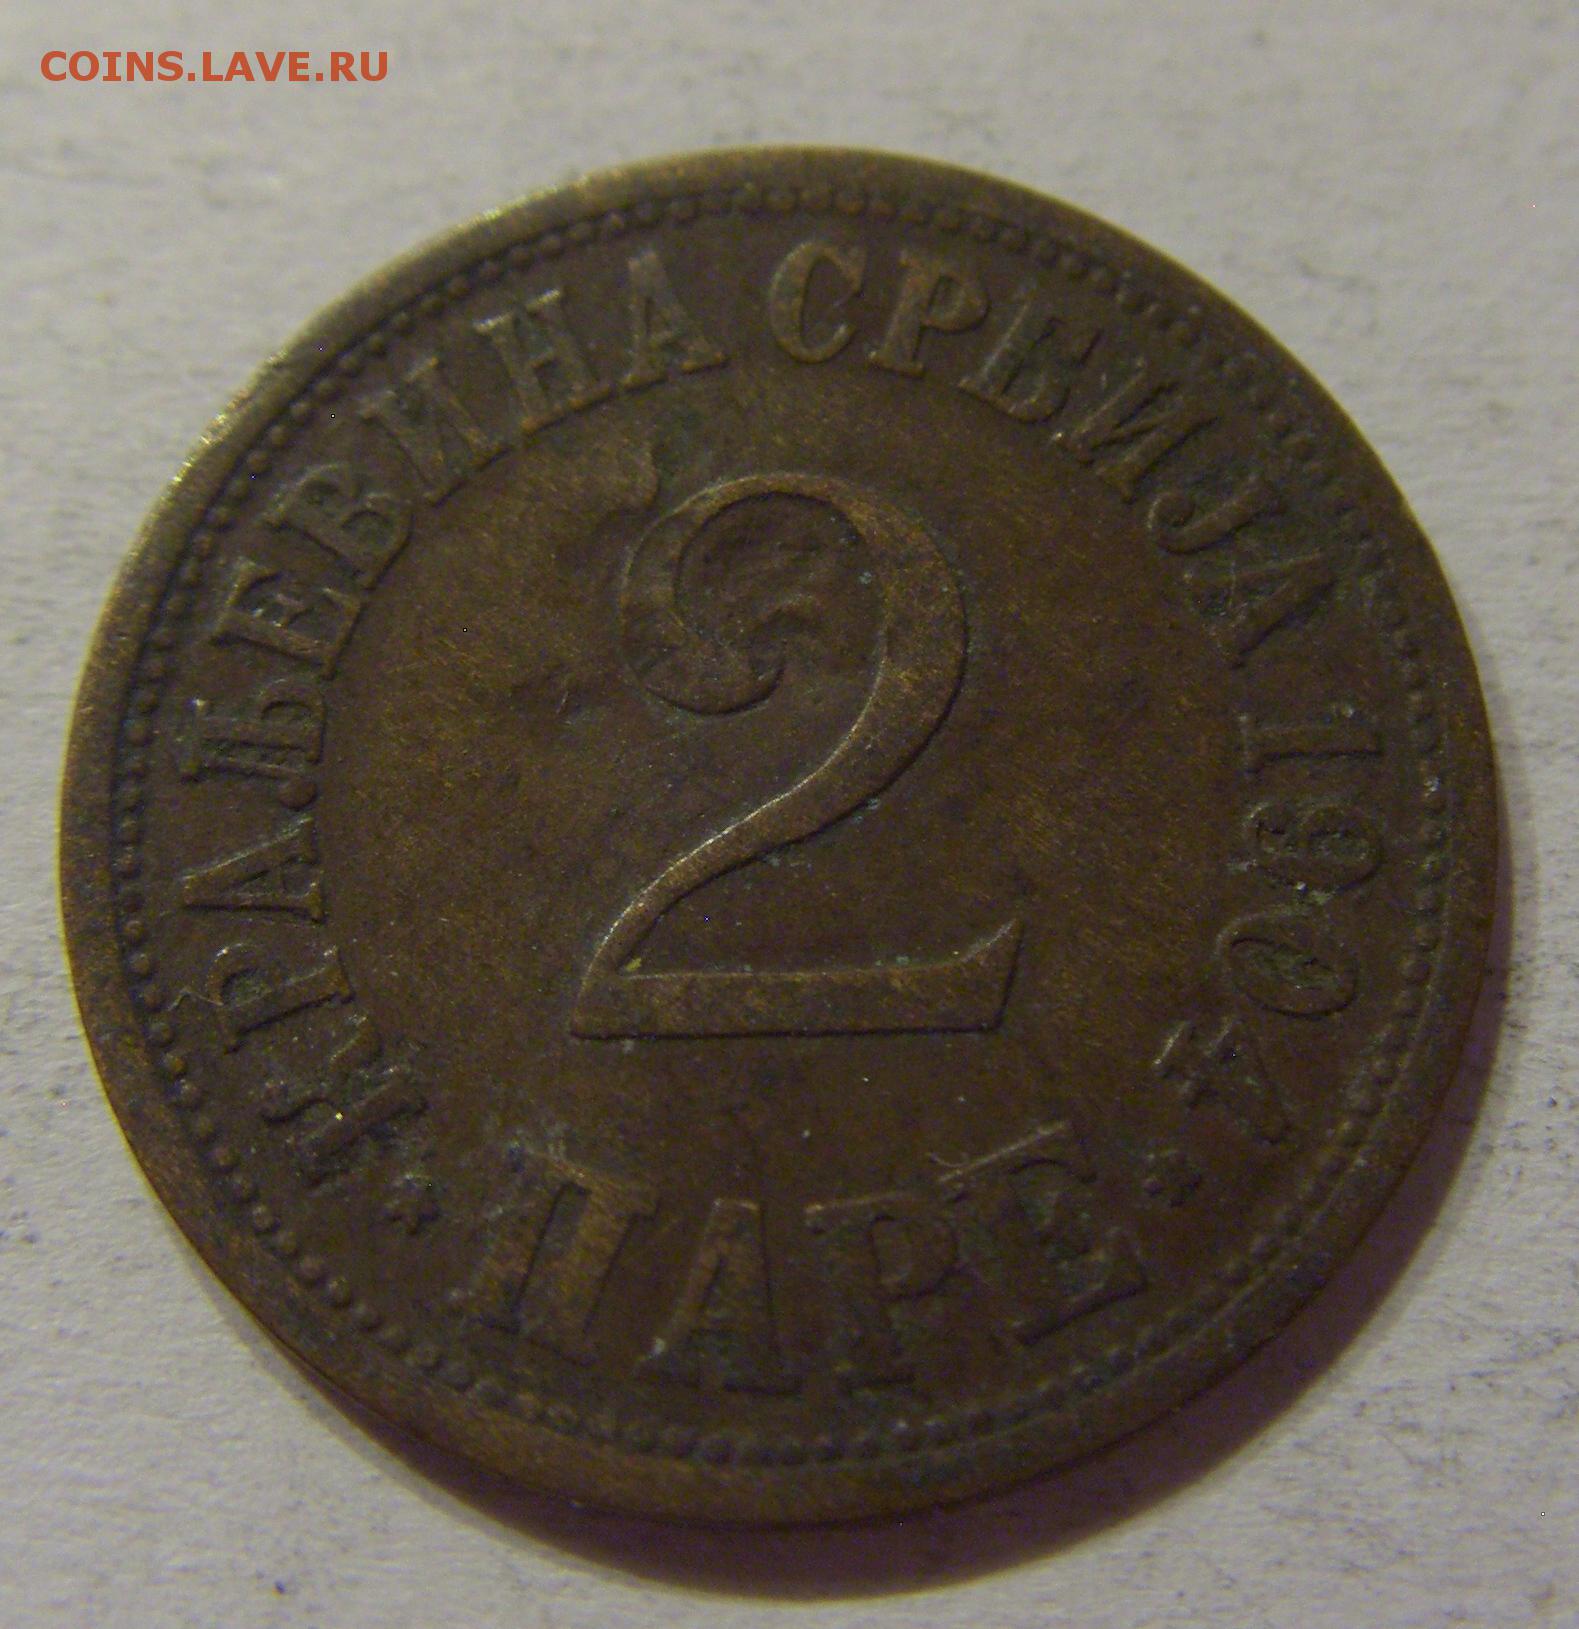 COINS.LAVE.RU
КРАЉЕВИНА СРБИЈА 1904
2
ПАРЕ